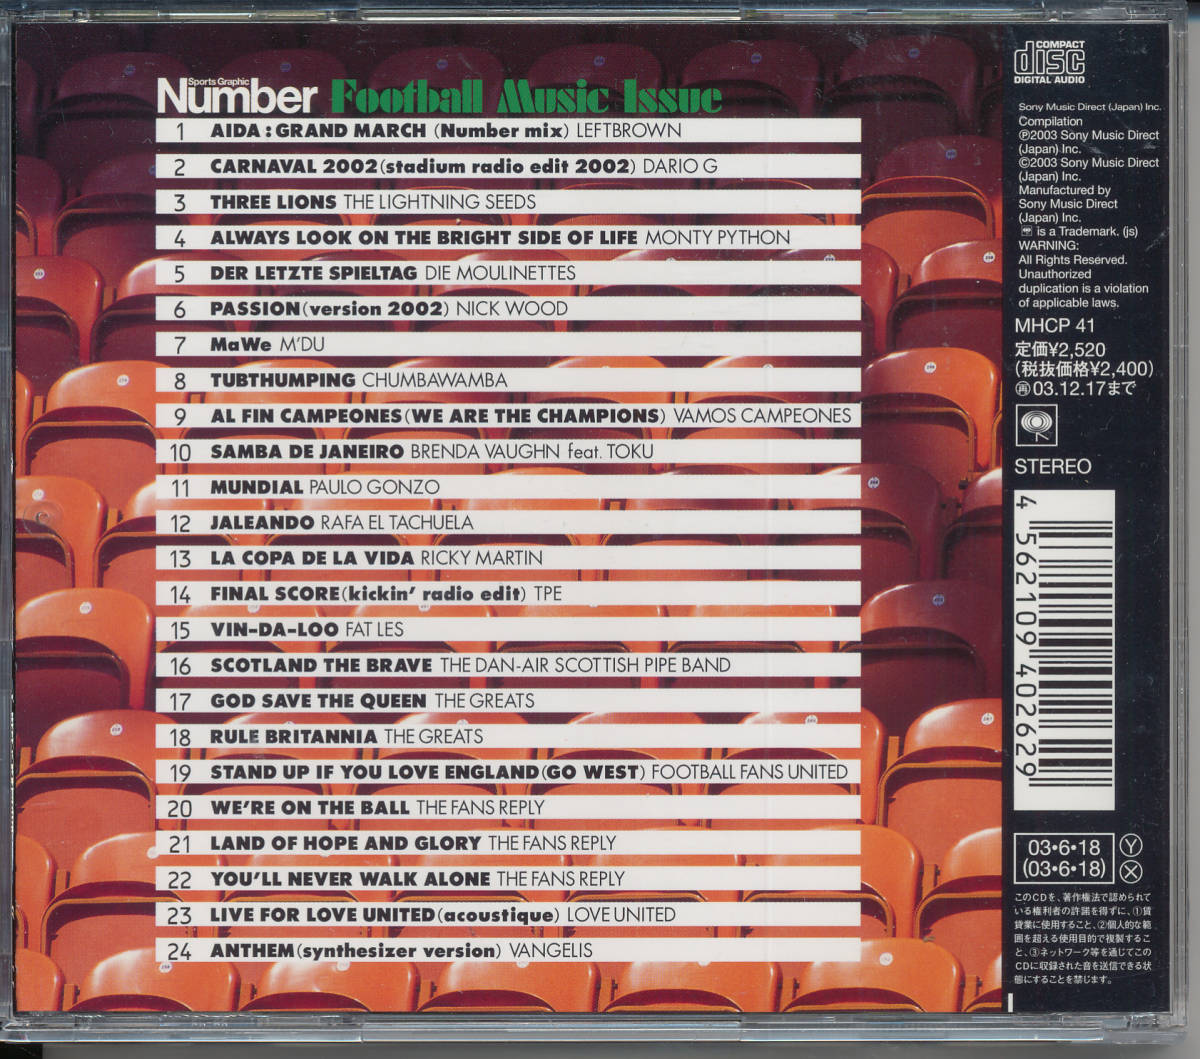 Sports Graphic
Number Football Music Issue
1 AIDA : GRAND MARCH (Number mix) LEFTBROWN
2 CARNAVAL 2002(stadium radio edit 2002) DARIO G
3 THREE LIONS THE LIGHTNING SEEDS
4 ALWAYS LOOK ON THE BRIGHT SIDE OF LIFE MONTY PYTHON
5 DER LETZTE SPIELTAG DIE MOULINETTES
6 PASSION(version 2002) NICK WOOD
7 MaWe M'DU
8 TUBTHUMPING CHUMBAWAMBA
9 AL FIN CAMPEONES(WE ARE THE CHAMPIONS) VAMOS CAMPEONES
10 SAMBA DE JANEIRO BRENDA VAUGHN feat. TOKU
11 MUNDIAL PAULO GONZO
12 JALEANDO RAFA EL TACHUELA
13 LA COPA DE LA VIDA RICKY MARTIN
14 FINAL SCORE(kickin' radio edit) TPE
15 VIN-DA-LOO FAT LES
16 SCOTLAND THE BRAVE THE DAN-AIR SCOTTISH PIPE BAND
17 GOD SAVE THE QUEEN THE GREATS
18 RULE BRITANNIA THE GREATS
19 STAND UP IF YOU LOVE ENGLAND(GO WEST) FOOTBALL FANS UNITED
20 WE'RE ON THE BALL THE FANS REPLY
21 LAND OF HOPE AND GLORY THE FANS REPLY
22 YOU'LL NEVER WALK ALONE THE FANS REPLY
23 LIVE FOR LOVE UNITED(acoustique) LOVE UNITED
24 ANTHEM(synthesizer version) VANGELIS
COMPACT
disc
DIGITAL AUDIO
Sony Music Direct (Japan) Inc.
Compilation
℗2003 Sony Music Direct
(Japan) Inc.
©2003 Sony Music Direct
(Japan) Inc.
Manufactured by
Sony Music Direct
(Japan) Inc.
is a Trademark. (js)
WARNING:
All Rights Reserved.
Unauthorized
duplication is a violation
of applicable laws.
MHCP 41
定価¥2,520
(税抜価格¥2,400)
㊢03.12.17まで
STEREO
4 562109 402629
03•6•18
(03•6•18)
Ⓨ
Ⓧ
このCDを、著作権法で認められて
いる権利者の許諾を得ずに、①賃
貸業に使用すること、②個人的な範
囲を超える使用目的で複製するこ
と、③ネットワーク等を通じてこの
CDに収録された音を送信できる状
態にすることを禁じます。